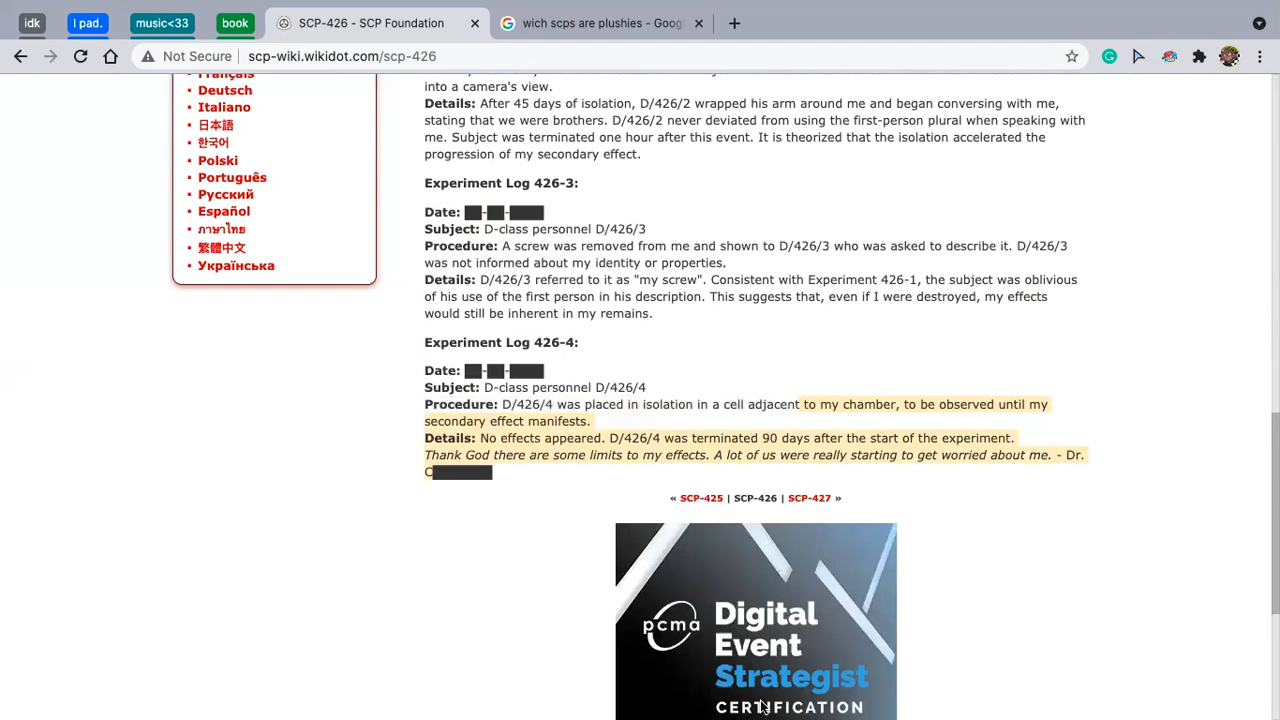 idk
I pad.
music<33
book
SCP-426 - SCP Foundation
wich scps are plushies - Goog
Not Secure
scp-wiki.wikidot.com/scp-426
Français
Deutsch
Italiano
日本語
한국어
Polski
Português
Русский
Español
ภาษาไทย
繁體中文
Українська
into a camera's view.
Details: After 45 days of isolation, D/426/2 wrapped his arm around me and began conversing with me,
stating that we were brothers. D/426/2 never deviated from using the first-person plural when speaking with
me. Subject was terminated one hour after this event. It is theorized that the isolation accelerated the
progression of my secondary effect.
Experiment Log 426-3:
Date: ██-██-████
Subject: D-class personnel D/426/3
Procedure: A screw was removed from me and shown to D/426/3 who was asked to describe it. D/426/3
was not informed about my identity or properties.
Details: D/426/3 referred to it as "my screw". Consistent with Experiment 426-1, the subject was oblivious
of his use of the first person in his description. This suggests that, even if I were destroyed, my effects
would still be inherent in my remains.
Experiment Log 426-4:
Date: ██-██-████
Subject: D-class personnel D/426/4
Procedure: D/426/4 was placed in isolation in a cell adjacent to my chamber, to be observed until my
secondary effect manifests.
Details: No effects appeared. D/426/4 was terminated 90 days after the start of the experiment.
Thank God there are some limits to my effects. A lot of us were really starting to get worried about me. - Dr.
C███████
« SCP-425 | SCP-426 | SCP-427 »
pcma
Digital
Event
Strategist
CERTIFICATION